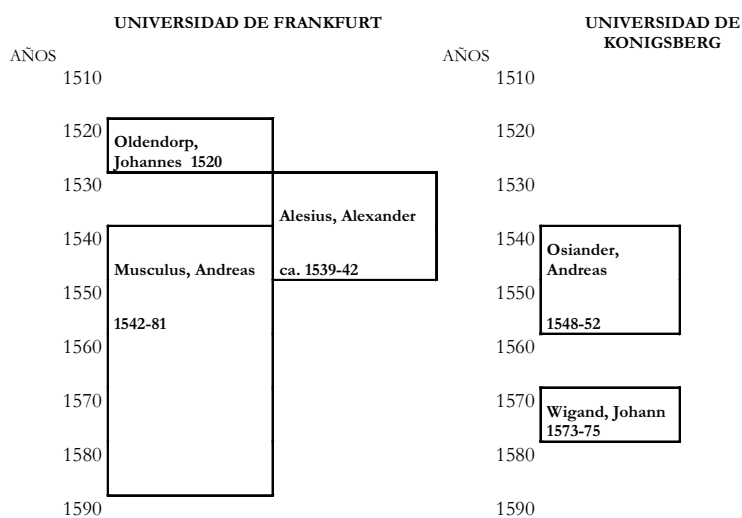 UNIVERSIDAD DE FRANKFURT
AÑOS
1510
1520
Oldendorp,
Johannes 1520
1530
Alesius, Alexander
1540
Musculus, Andreas
ca. 1539-42
1550
1542-81
1560
1570
1580
1590
UNIVERSIDAD DE
KONIGSBERG
AÑOS
1510
1520
1530
1540
Osiander,
Andreas
1550
1548-52
1560
1570
Wigand, Johann
1573-75
1580
1590